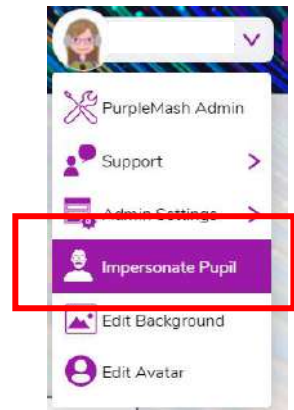 PurpleMash Admin
Support
Admin Settings
Impersonate Pupil
Edit Background
Edit Avatar